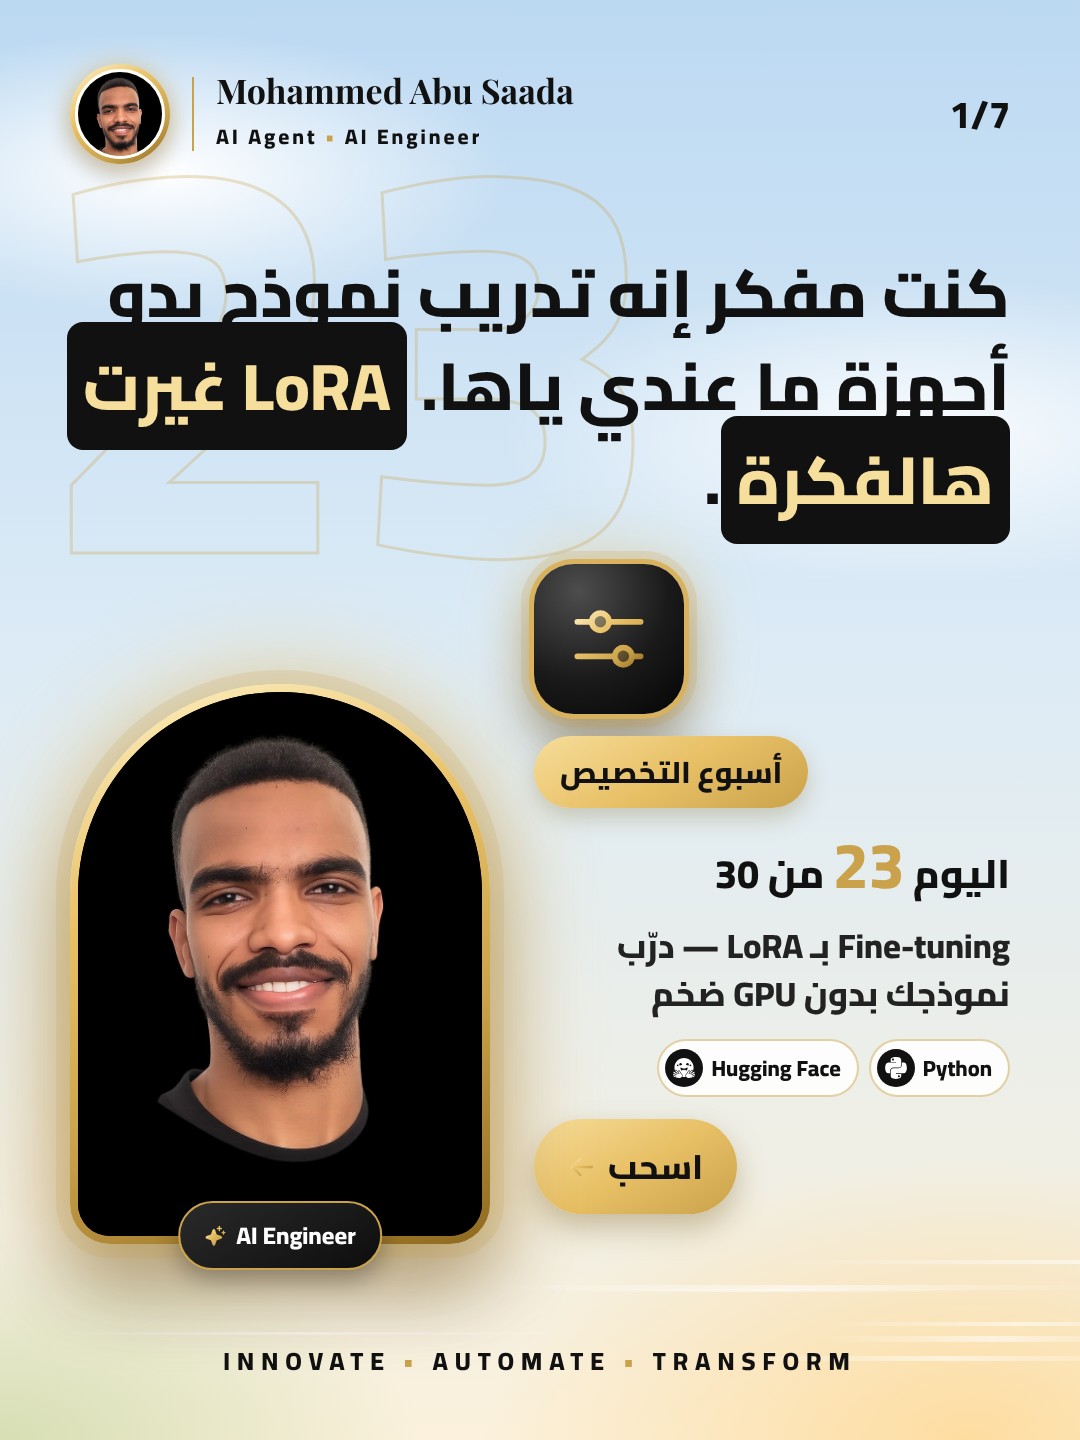 Mohammed Abu Saada
AI Agent ▪ AI Engineer
1/7
23
كنت مفكر إنه تدريب نموذج بدو
أجهزة ما عندي ياها. LoRA غيرت
هالفكرة.
أسبوع التخصيص
اليوم 23 من 30
Fine-tuning بـ LoRA — درّب
نموذجك بدون GPU ضخم
Python
Hugging Face
اسحب ←
AI Engineer
INNOVATE ▪ AUTOMATE ▪ TRANSFORM